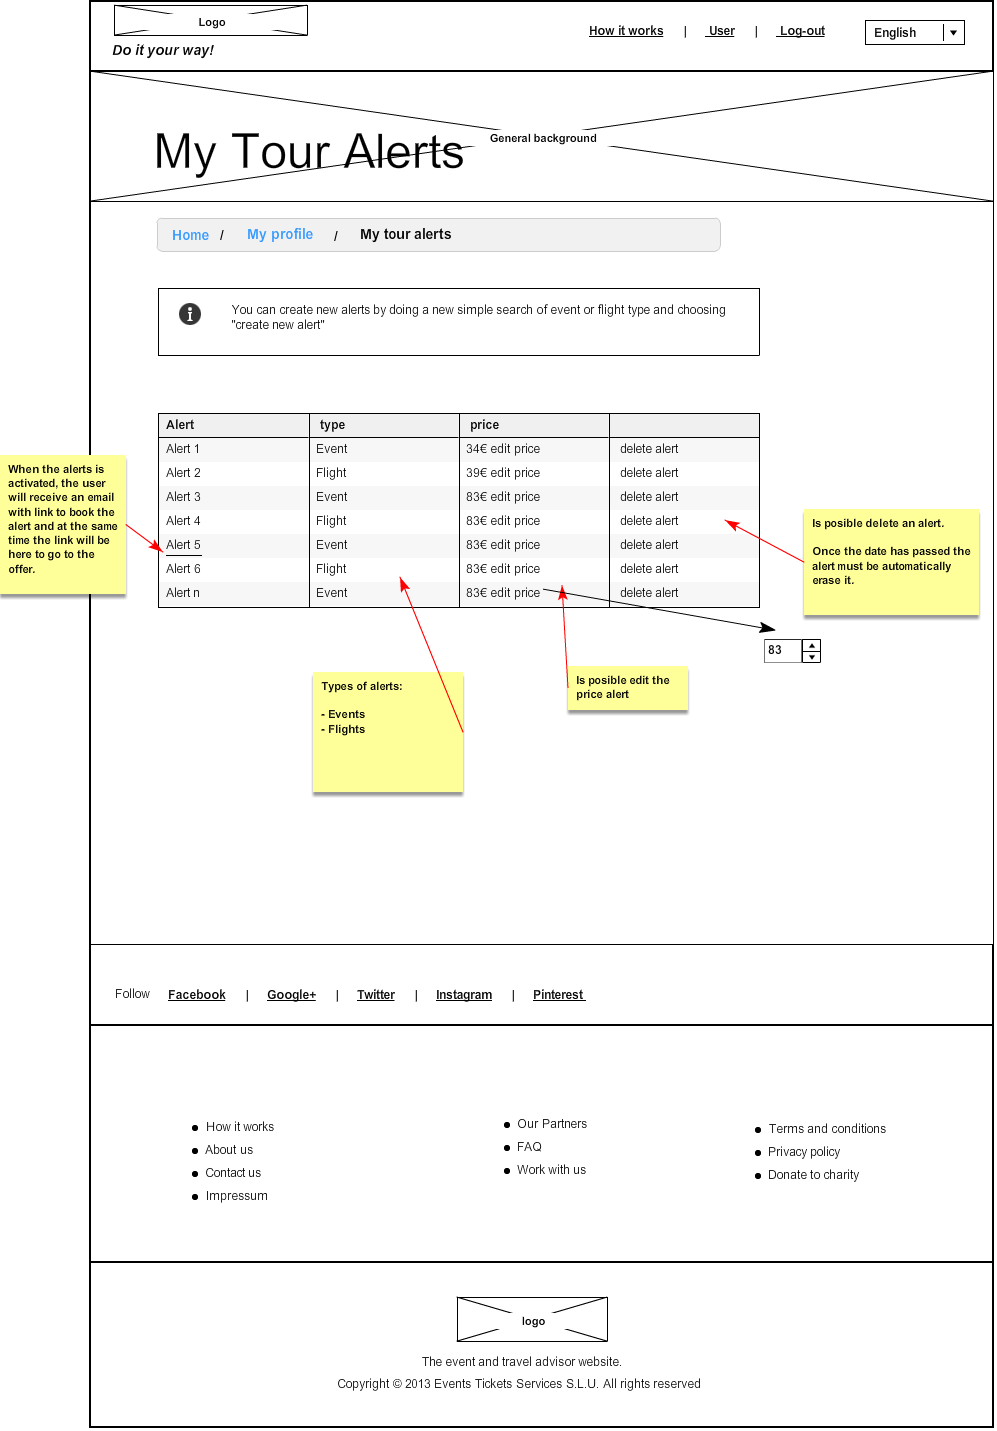 Logo
Do it your way!
How it works | User | Log-out
English
General background
My Tour Alerts
Home / My profile / My tour alerts
You can create new alerts by doing a new simple search of event or flight type and choosing
"create new alert"
Alert type price
Alert 1 Event 34€ edit price delete alert
Alert 2 Flight 39€ edit price delete alert
Alert 3 Event 83€ edit price delete alert
Alert 4 Flight 83€ edit price delete alert
Alert 5 Event 83€ edit price delete alert
Alert 6 Flight 83€ edit price delete alert
Alert n Event 83€ edit price delete alert
When the alerts is
activated, the user
will receive an email
with link to book the
alert and at the same
time the link will be
here to go to the
offer.
Is posible delete an alert.
Once the date has passed the
alert must be automatically
erase it.
83
Is posible edit the
price alert
Types of alerts:
- Events
- Flights
Follow Facebook | Google+ | Twitter | Instagram | Pinterest
How it works
About us
Contact us
Impressum
Our Partners
FAQ
Work with us
Terms and conditions
Privacy policy
Donate to charity
logo
The event and travel advisor website.
Copyright © 2013 Events Tickets Services S.L.U. All rights reserved